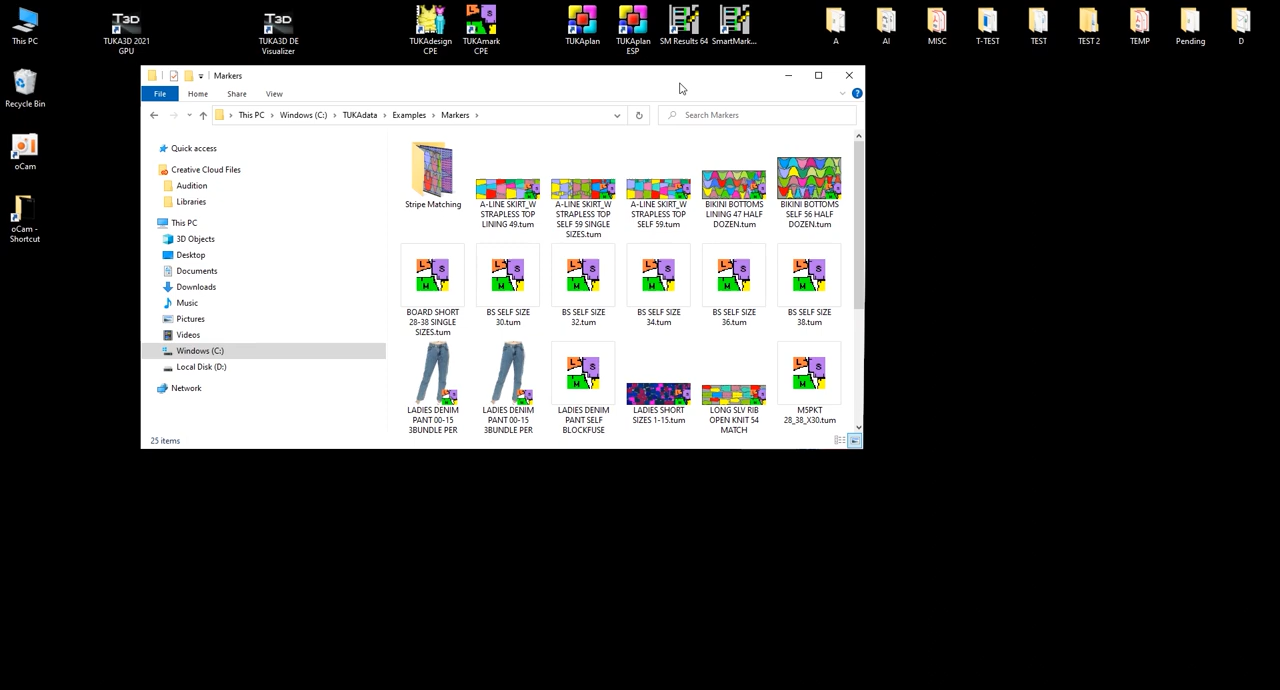 This PC
TUKA3D 2021
GPU
TUKA3D DE
Visualizer
TUKAdesign
CPE
TUKAmark
CPE
TUKAplan
TUKAplan
ESP
SM Results 64
SmartMark...
A
AI
MISC
T-TEST
TEST
TEST 2
TEMP
Pending
D
Recycle Bin
oCam
oCam -
Shortcut
Markers
File
Home
Share
View
This PC
Windows (C:)
TUKAdata
Examples
Markers
Search Markers
Quick access
Creative Cloud Files
Audition
Libraries
This PC
3D Objects
Desktop
Documents
Downloads
Music
Pictures
Videos
Windows (C:)
Local Disk (D:)
Network
Stripe Matching
A-LINE SKIRT_W
STRAPLESS TOP
LINING 49.tum
A-LINE SKIRT_W
STRAPLESS TOP
SELF 59 SINGLE
SIZES.tum
A-LINE SKIRT_W
STRAPLESS TOP
SELF 59.tum
BIKINI BOTTOMS
LINING 47 HALF
DOZEN.tum
BIKINI BOTTOMS
SELF 56 HALF
DOZEN.tum
BOARD SHORT
28-38 SINGLE
SIZES.tum
BS SELF SIZE
30.tum
BS SELF SIZE
32.tum
BS SELF SIZE
34.tum
BS SELF SIZE
36.tum
BS SELF SIZE
38.tum
LADIES DENIM
PANT 00-15
3BUNDLE PER
LADIES DENIM
PANT 00-15
3BUNDLE PER
LADIES DENIM
PANT SELF
BLOCKFUSE
LADIES SHORT
SIZES 1-15.tum
LONG SLV RIB
OPEN KNIT 54
MATCH
M5PKT
28_38_X30.tum
25 items